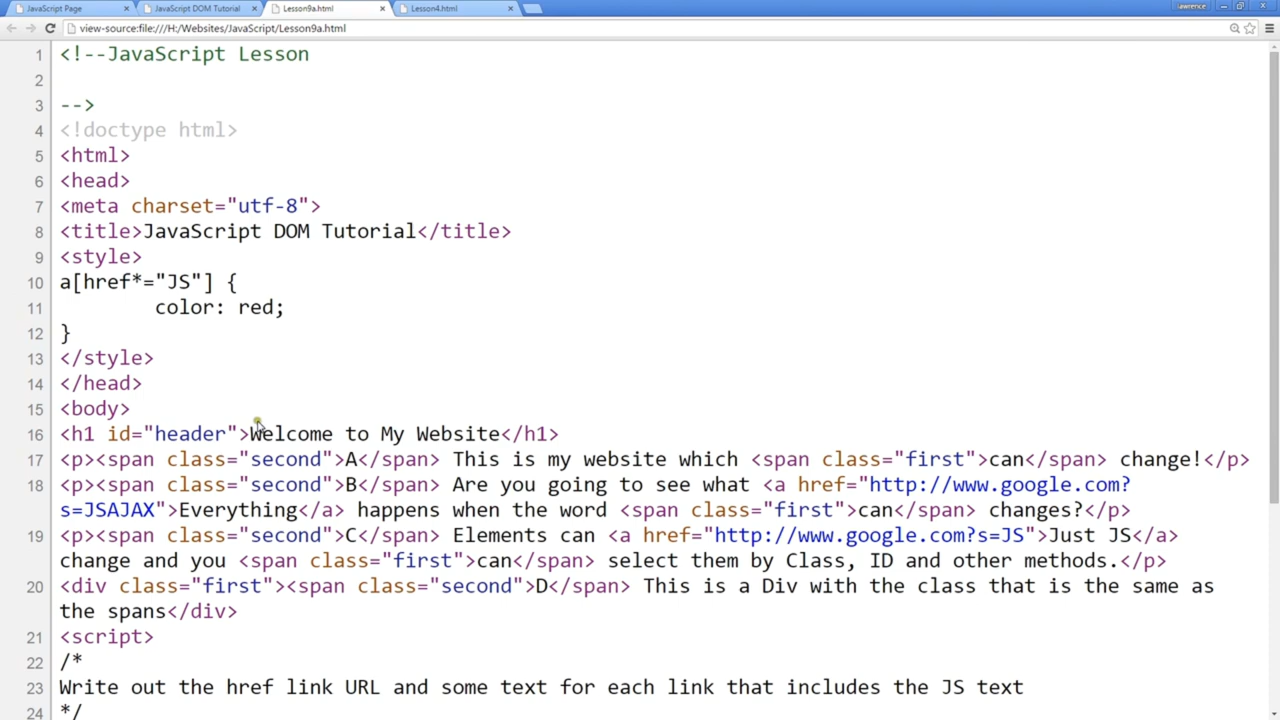 JavaScript Page
JavaScript DOM Tutorial
Lesson9a.html
Lesson4.html
lawrence
view-source:file:///H:/Websites/JavaScript/Lesson9a.html
1 <!--JavaScript Lesson
2
3 -->
4 <!doctype html>
5 <html>
6 <head>
7 <meta charset="utf-8">
8 <title>JavaScript DOM Tutorial</title>
9 <style>
10 a[href*="JS"] {
11 color: red;
12 }
13 </style>
14 </head>
15 <body>
16 <h1 id="header">Welcome to My Website</h1>
17 <p><span class="second">A</span> This is my website which <span class="first">can</span> change!</p>
18 <p><span class="second">B</span> Are you going to see what <a href="http://www.google.com?
s=JSAJAX">Everything</a> happens when the word <span class="first">can</span> changes?</p>
19 <p><span class="second">C</span> Elements can <a href="http://www.google.com?s=JS">Just JS</a>
change and you <span class="first">can</span> select them by Class, ID and other methods.</p>
20 <div class="first"><span class="second">D</span> This is a Div with the class that is the same as
the spans</div>
21 <script>
22 /*
23 Write out the href link URL and some text for each link that includes the JS text
24 */